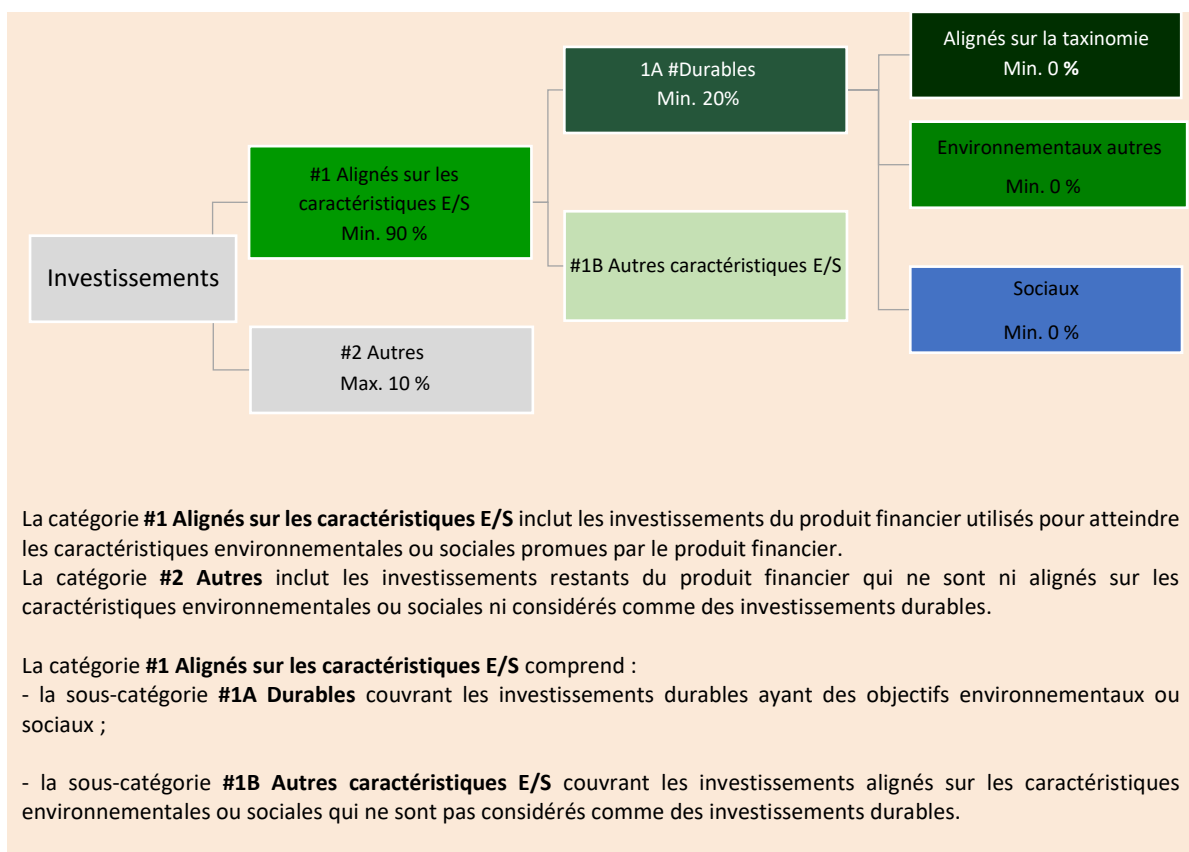 Alignés sur la taxinomie
Min. 0 %
1A #Durables
Min. 20%
Environnementaux autres
Min. 0 %
#1 Alignés sur les
caractéristiques E/S
Min. 90 %
#1B Autres caractéristiques E/S
Investissements
Sociaux
Min. 0 %
#2 Autres
Max. 10 %
La catégorie #1 Alignés sur les caractéristiques E/S inclut les investissements du produit financier utilisés pour atteindre
les caractéristiques environnementales ou sociales promues par le produit financier.
La catégorie #2 Autres inclut les investissements restants du produit financier qui ne sont ni alignés sur les
caractéristiques environnementales ou sociales ni considérés comme des investissements durables.
La catégorie #1 Alignés sur les caractéristiques E/S comprend :
- la sous-catégorie #1A Durables couvrant les investissements durables ayant des objectifs environnementaux ou
sociaux ;
- la sous-catégorie #1B Autres caractéristiques E/S couvrant les investissements alignés sur les caractéristiques
environnementales ou sociales qui ne sont pas considérés comme des investissements durables.